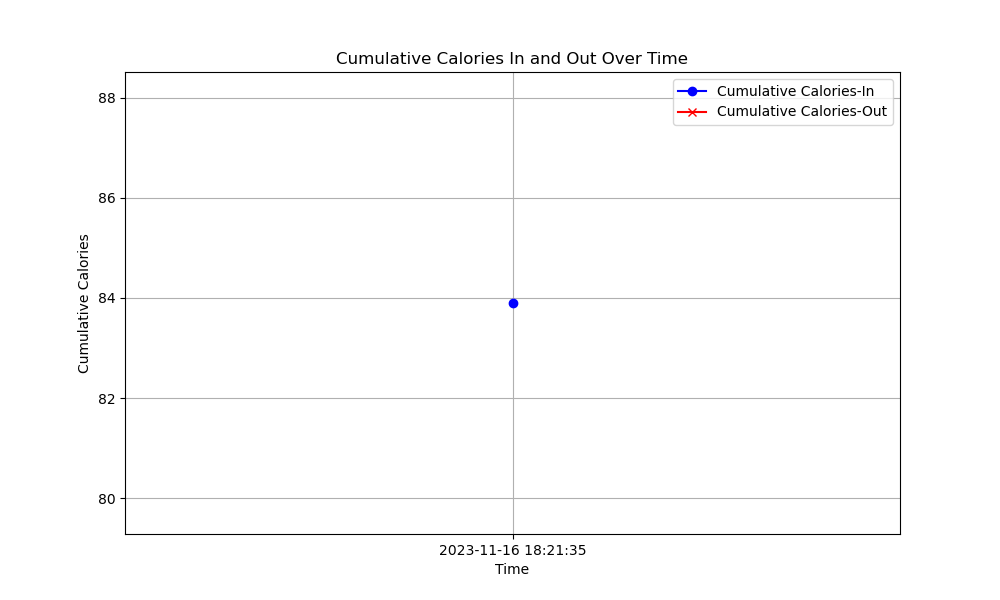 Cumulative Calories In and Out Over Time
Cumulative Calories-In
Cumulative Calories-Out
88
86
84
82
80
Cumulative Calories
2023-11-16 18:21:35
Time